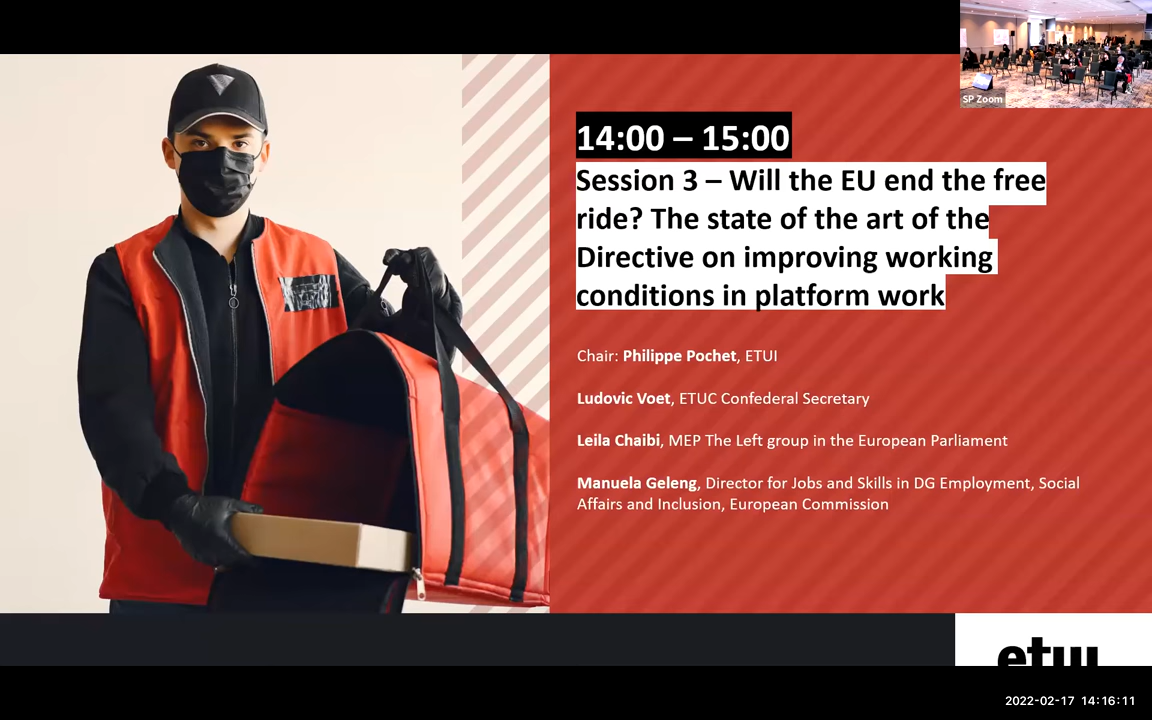 SP Zoom
14:00 – 15:00
Session 3 – Will the EU end the free
ride? The state of the art of the
Directive on improving working
conditions in platform work
Chair: Philippe Pochet, ETUI
Ludovic Voet, ETUC Confederal Secretary
Leila Chaibi, MEP The Left group in the European Parliament
Manuela Geleng, Director for Jobs and Skills in DG Employment, Social
Affairs and Inclusion, European Commission
2022-02-17 14:16:11